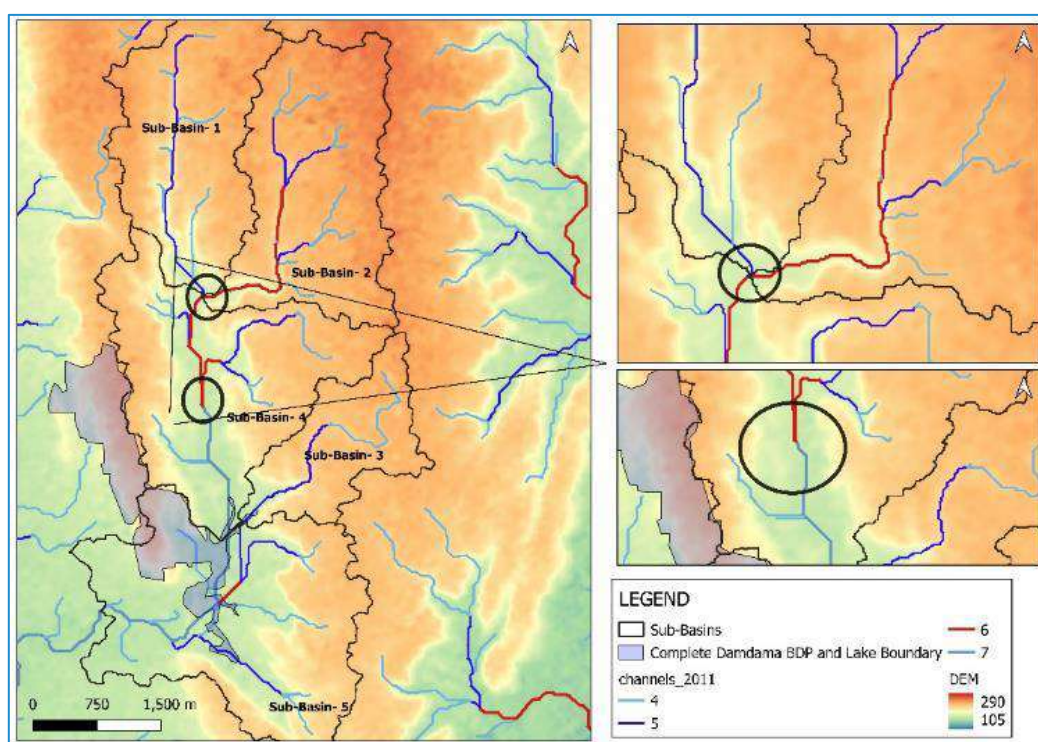 Sub-Basin- 1
Sub-Basin- 2
Sub-Basin- 4
Sub-Basin- 3
Sub-Basin- 5
0 750 1,500 m
LEGEND
Sub-Basins
Complete Damdama BDP and Lake Boundary
channels_2011
4
5
6
7
DEM
290
105